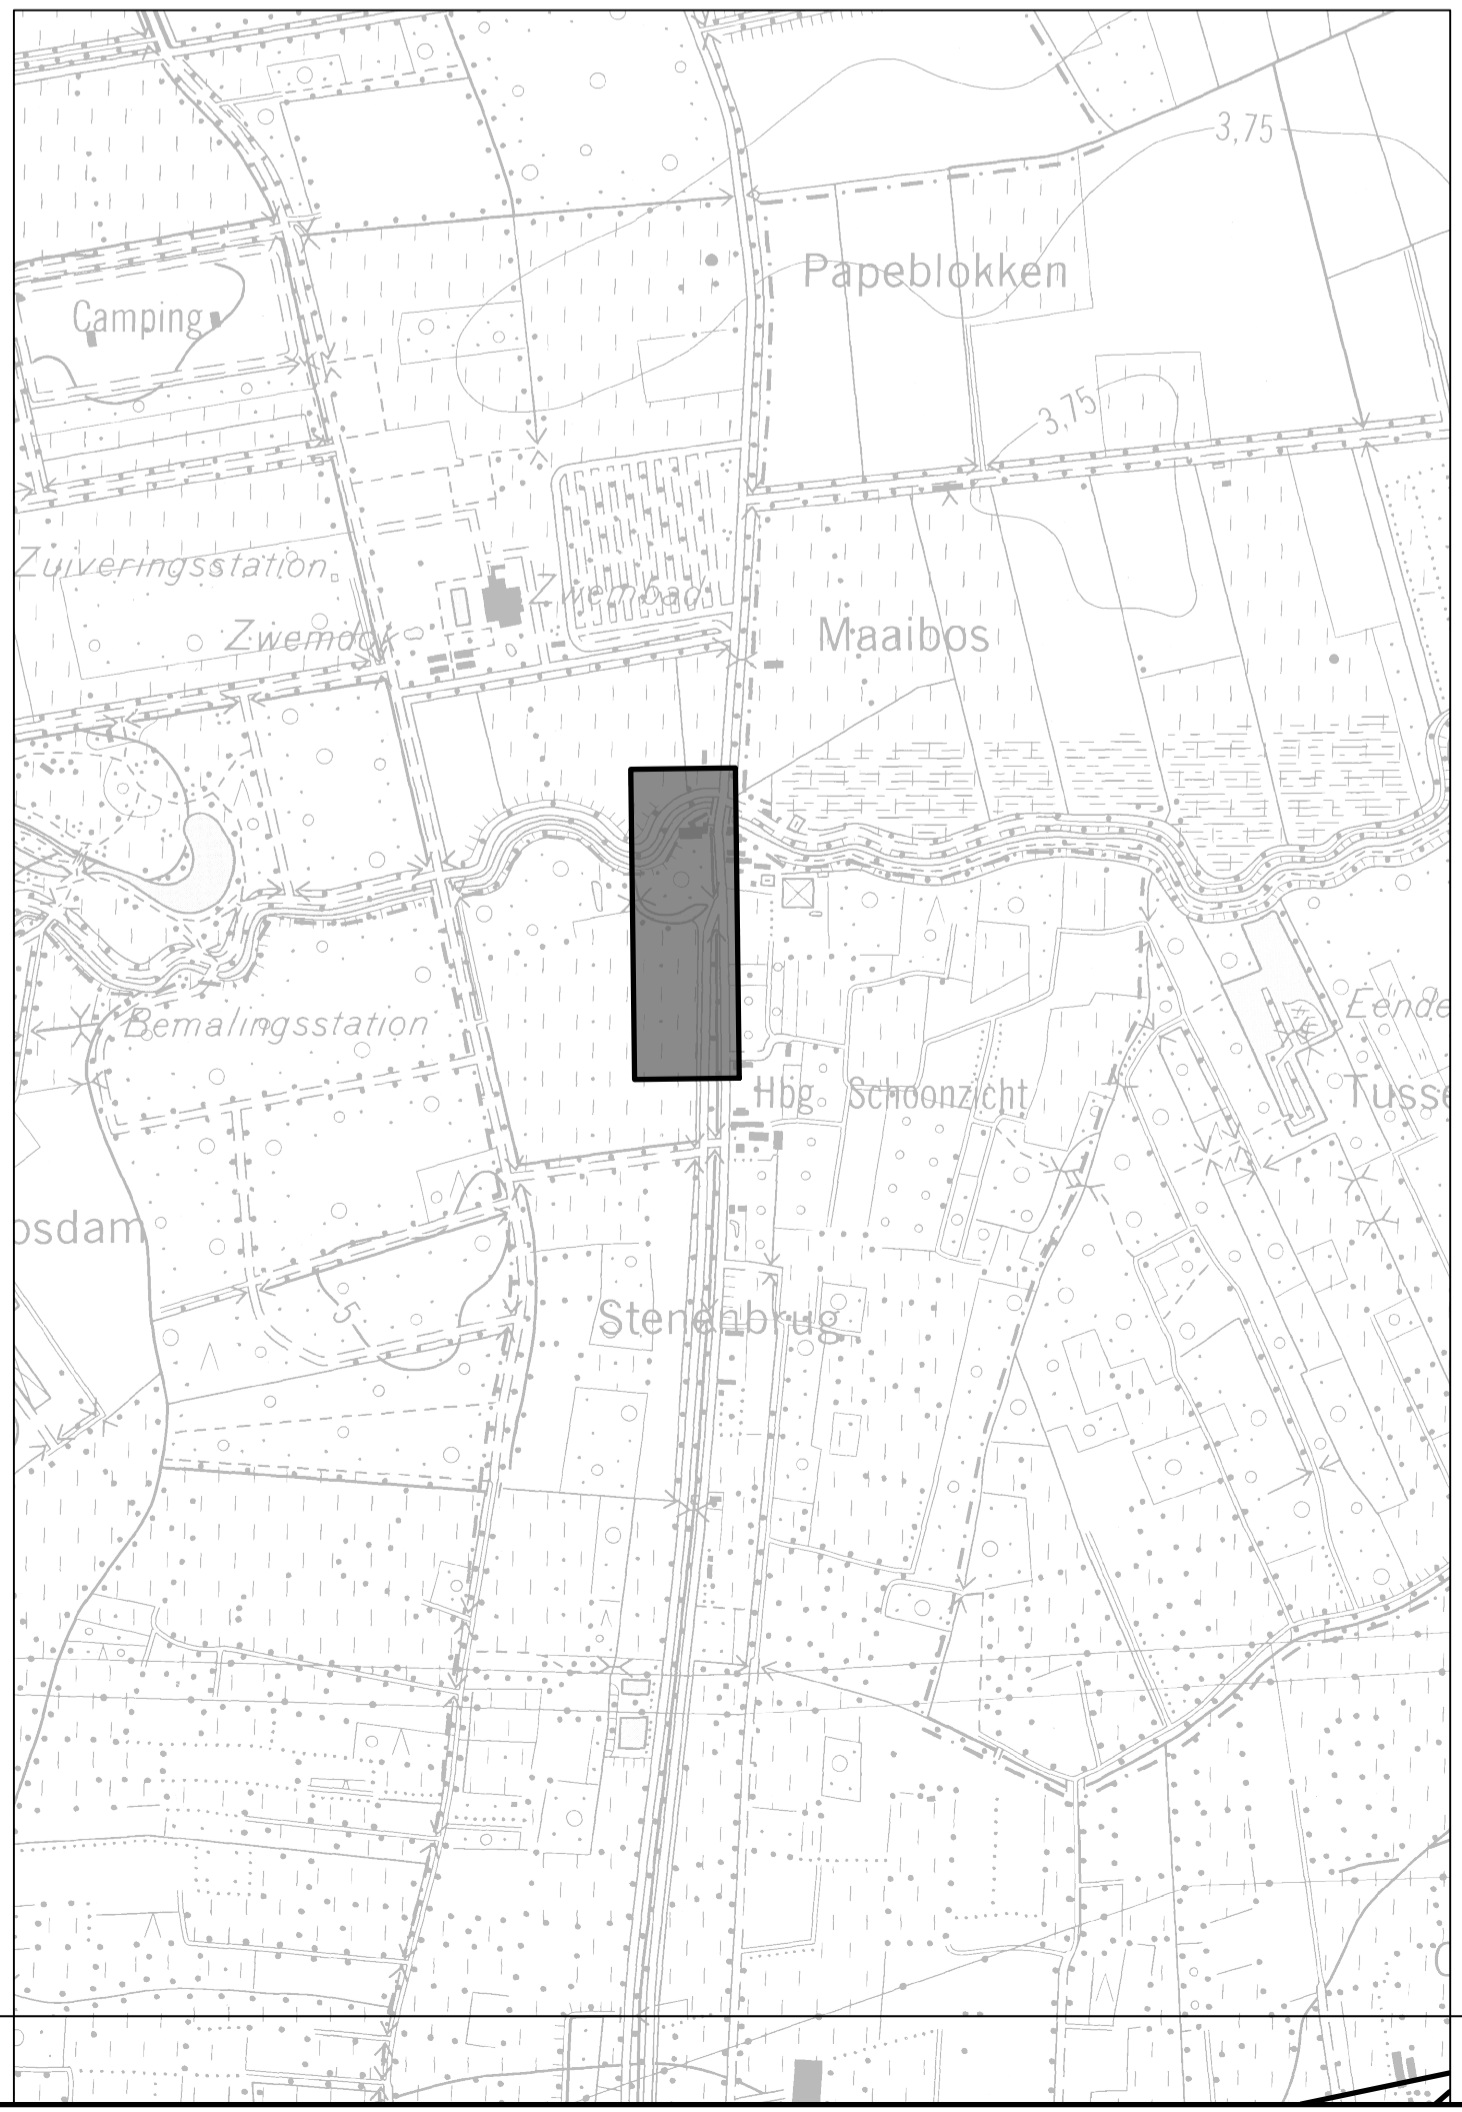 3,75
Papeblokken
Camping
3,75
Zuiveringsstation
Zwembad
Zwemdok
Maaibos
Eende
Bemalingsstation
Hbg Schoonzicht
Tusse
osdam
5
Stenenbrug